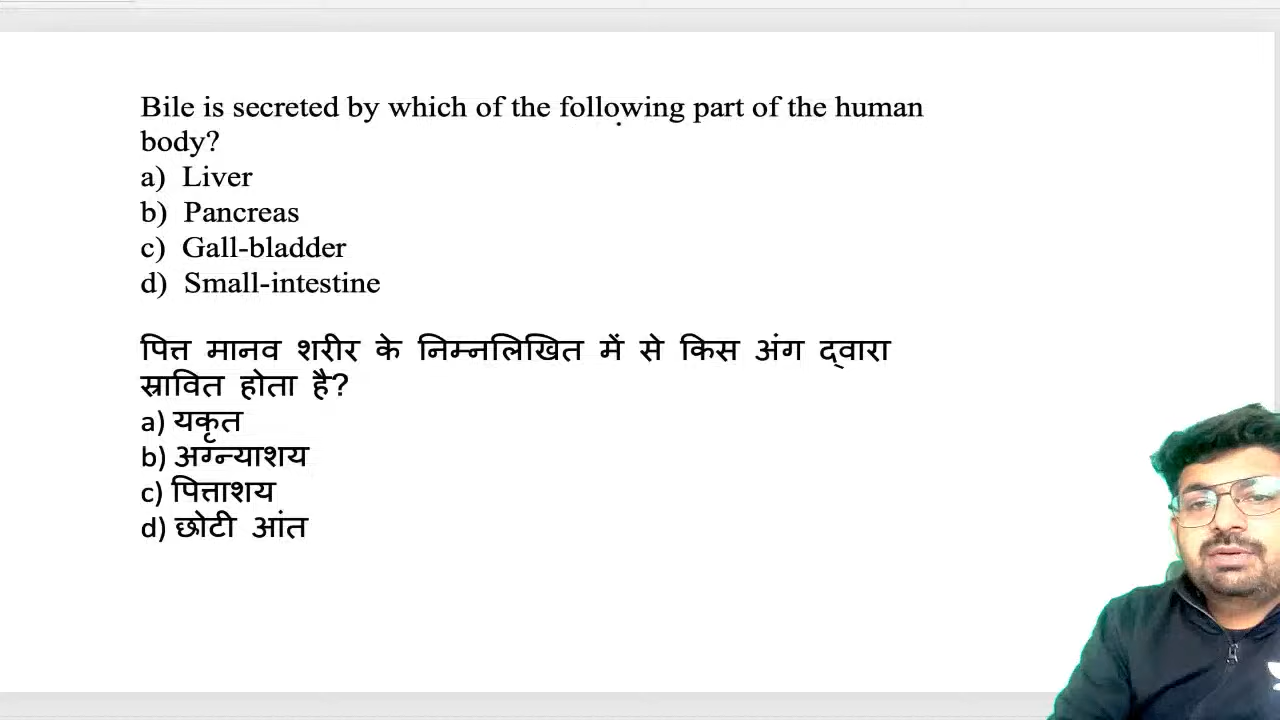 Bile is secreted by which of the following part of the human
body?
a) Liver
b) Pancreas
c) Gall-bladder
d) Small-intestine
पित्त मानव शरीर के निम्नलिखित में से किस अंग द्वारा
स्रावित होता है?
a) यकृत
b) अग्न्याशय
c) पित्ताशय
d) छोटी आंत